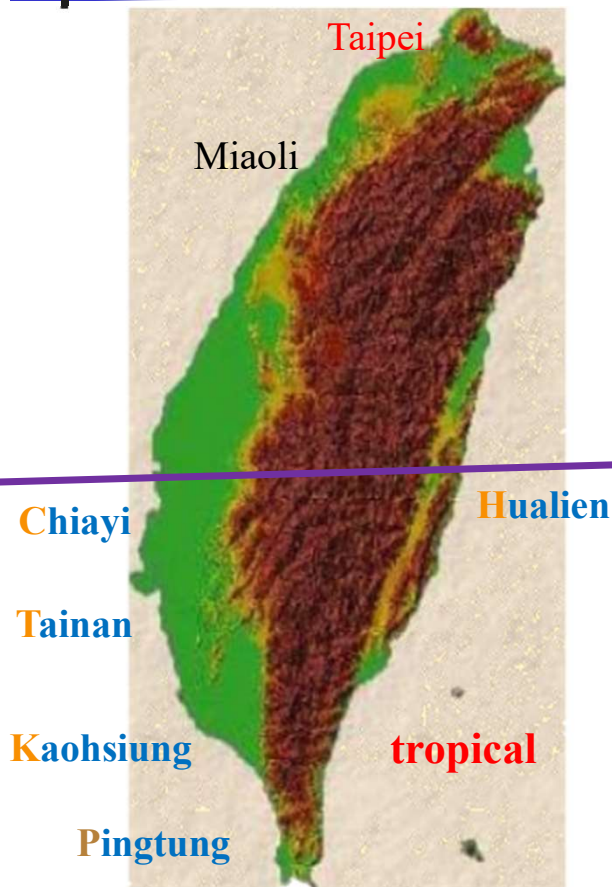 Taipei
Miaoli
Chiayi
Hualien
Tainan
Kaohsiung
tropical
Pingtung